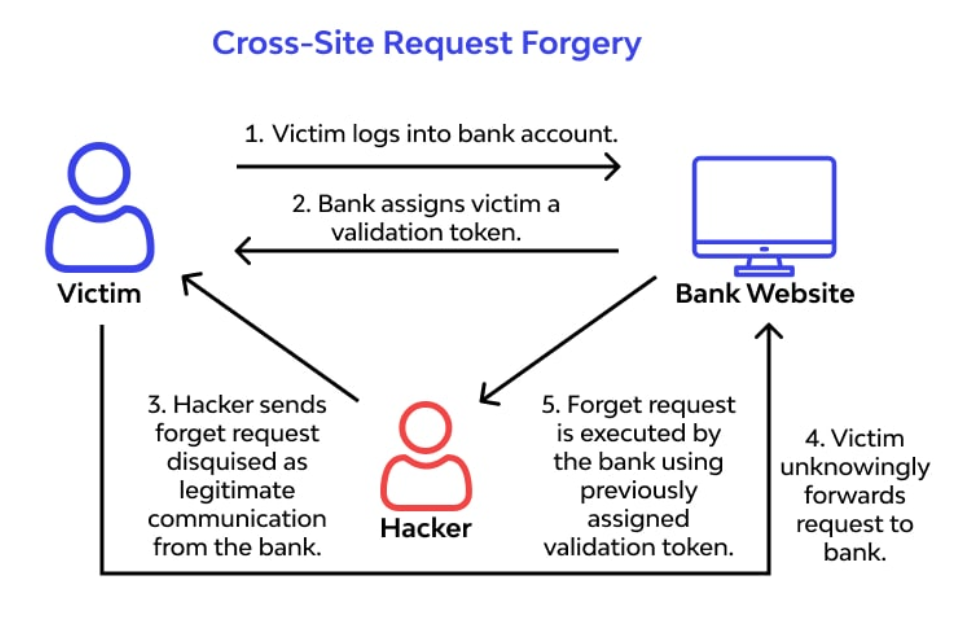 Cross-Site Request Forgery
1. Victim logs into bank account.
2. Bank assigns victim a
validation token.
Victim
Bank Website
3. Hacker sends
forget request
disquised as
legitimate
communication
from the bank.
Hacker
5. Forget request
is executed by
the bank using
previously
assigned
validation token.
4. Victim
unknowingly
forwards
request to
bank.